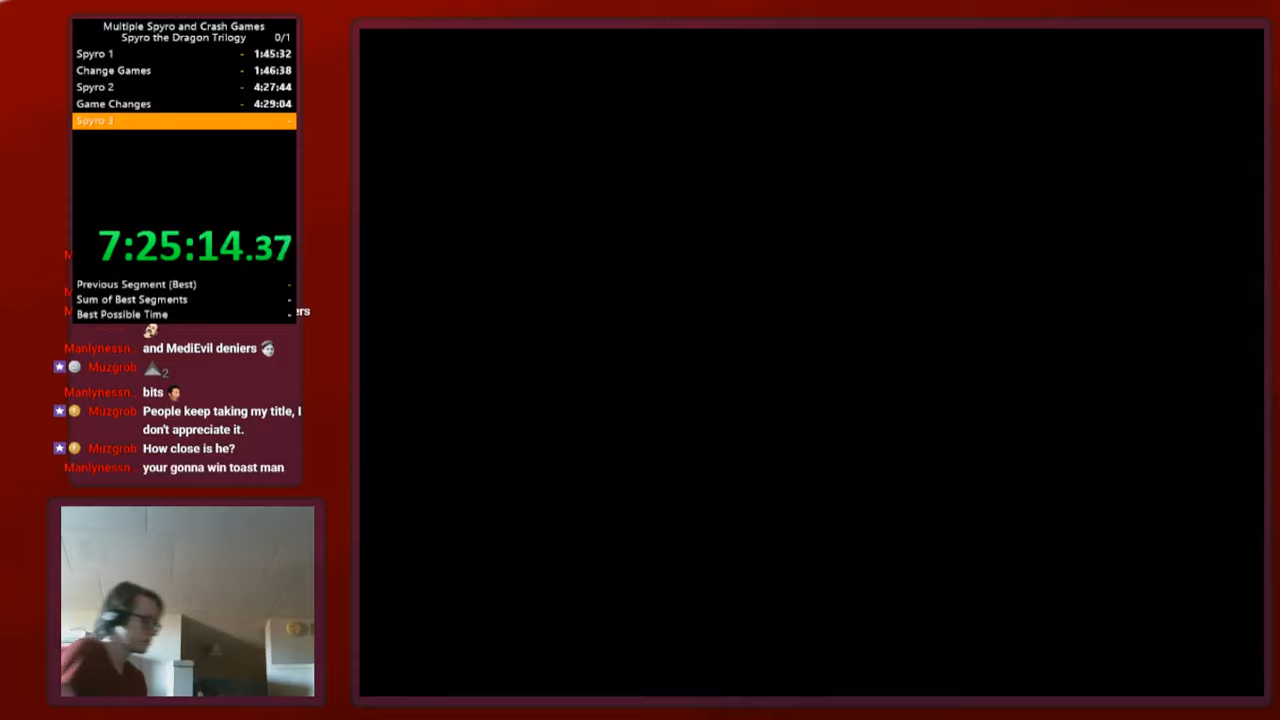 Multiple Spyro and Crash Games
Spyro the Dragon Trilogy 0/1
Spyro 1 - 1:45:32
Change Games - 1:46:38
Spyro 2 - 4:27:44
Game Changes - 4:29:04
Spyro 3 -
7:25:14.37
Previous Segment (Best) -
Sum of Best Segments -
Best Possible Time -
ers
Manlynessn.. and MediEvil deniers
Muzgrob 2
Manlynessn.. bits
Muzgrob People keep taking my title, I
don't appreciate it.
Muzgrob How close is he?
Manlynessn.. your gonna win toast man